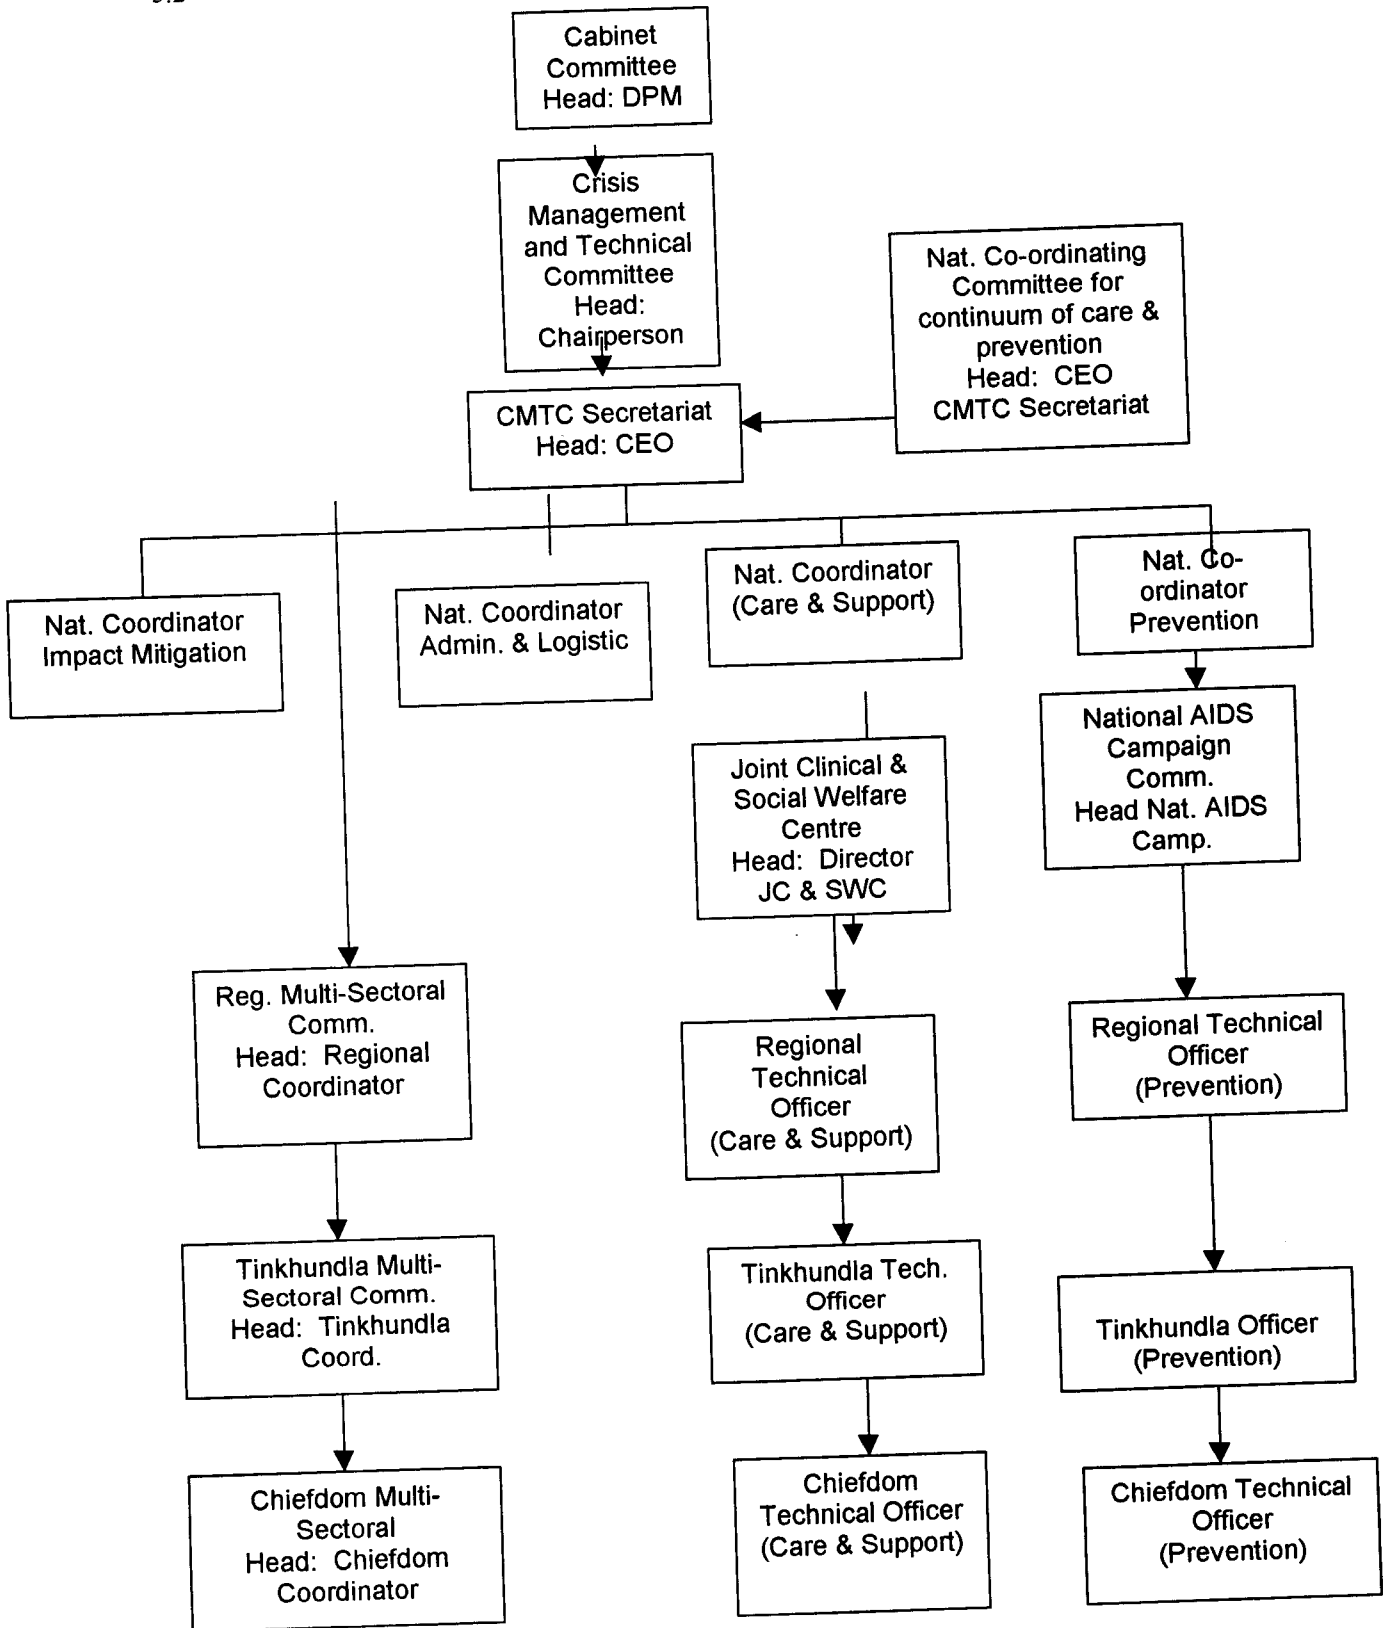 Cabinet
Committee
Head: DPM
Crisis
Management
and Technical
Committee
Head:
Chairperson
Nat. Co-ordinating
Committee for
continuum of care &
prevention
Head: CEO
CMTC Secretariat
CMTC Secretariat
Head: CEO
Nat. Coordinator
Impact Mitigation
Nat. Coordinator
Admin. & Logistic
Nat. Coordinator
(Care & Support)
Nat. Co-
ordinator
Prevention
National AIDS
Campaign
Comm.
Head Nat. AIDS
Camp.
Joint Clinical &
Social Welfare
Centre
Head: Director
JC & SWC
Reg. Multi-Sectoral
Comm.
Head: Regional
Coordinator
Regional
Technical
Officer
(Care & Support)
Regional Technical
Officer
(Prevention)
Tinkhundla Multi-
Sectoral Comm.
Head: Tinkhundla
Coord.
Tinkhundla Tech.
Officer
(Care & Support)
Tinkhundla Officer
(Prevention)
Chiefdom Multi-
Sectoral
Head: Chiefdom
Coordinator
Chiefdom
Technical Officer
(Care & Support)
Chiefdom Technical
Officer
(Prevention)